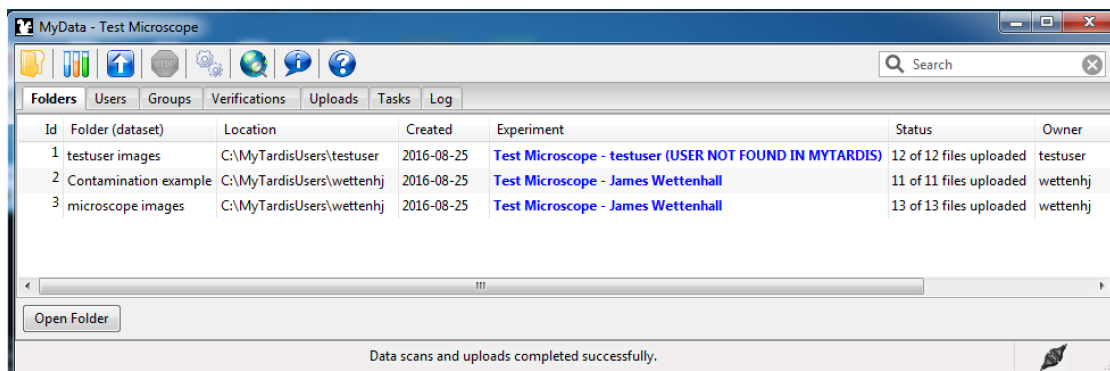 MyData - Test Microscope
STOP
Search
Folders Users Groups Verifications Uploads Tasks Log
Id Folder (dataset) Location Created Experiment Status Owner
1 testuser images C:\MyTardisUsers\testuser 2016-08-25 Test Microscope - testuser (USER NOT FOUND IN MYTARDIS) 12 of 12 files uploaded testuser
2 Contamination example C:\MyTardisUsers\wettenhj 2016-08-25 Test Microscope - James Wettenhall 11 of 11 files uploaded wettenhj
3 microscope images C:\MyTardisUsers\wettenhj 2016-08-25 Test Microscope - James Wettenhall 13 of 13 files uploaded wettenhj
Open Folder
Data scans and uploads completed successfully.